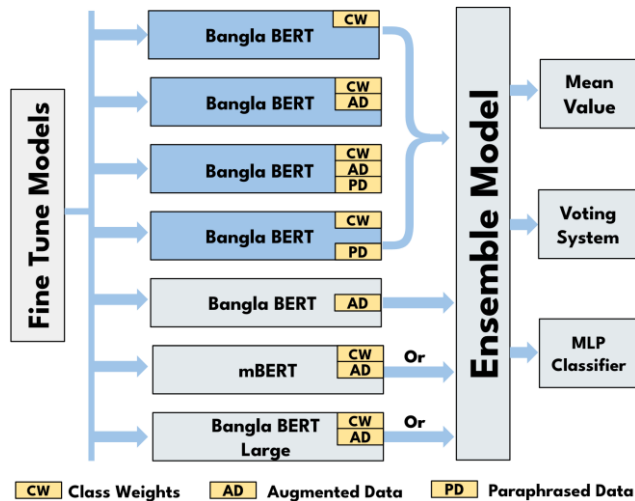 Fine Tune Models
Bangla BERT
CW
Bangla BERT
CW
AD
Bangla BERT
CW
AD
PD
Bangla BERT
CW
PD
Bangla BERT
AD
mBERT
CW
AD
Or
Bangla BERT
Large
CW
AD
Or
Ensemble Model
Mean
Value
Voting
System
MLP
Classifier
CW Class Weights AD Augmented Data PD Paraphrased Data